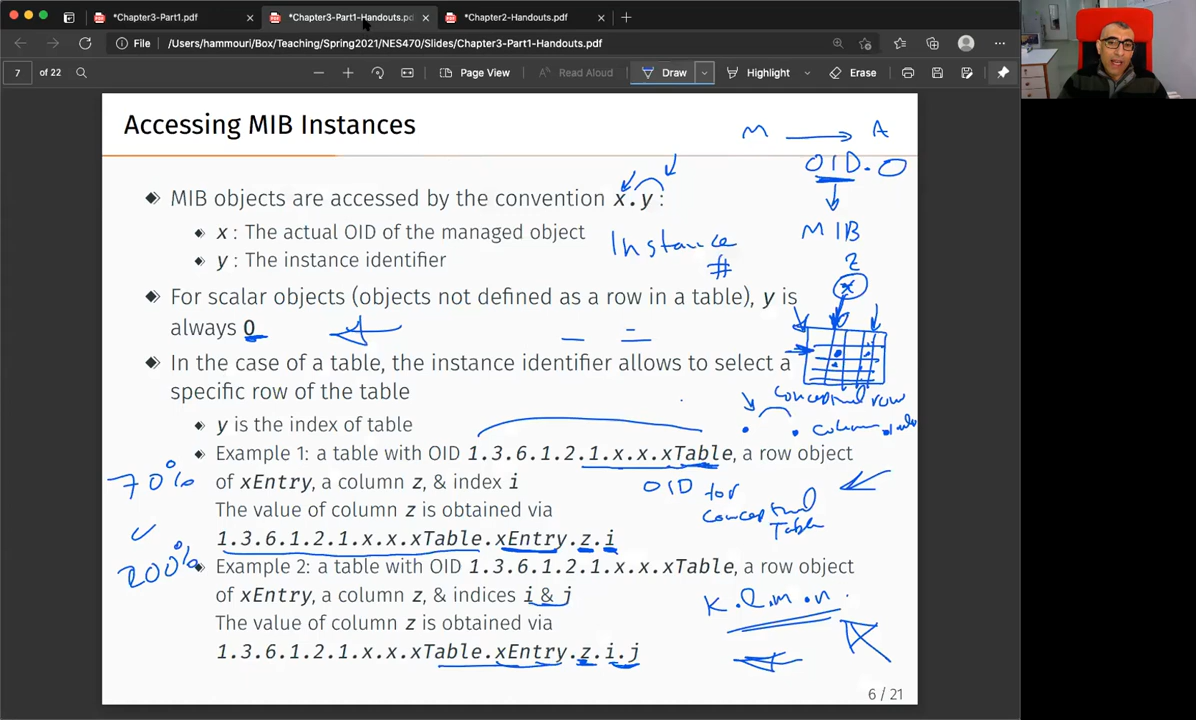 *Chapter3-Part1.pdf
*Chapter3-Part1-Handouts.pd
*Chapter2-Handouts.pdf
File
/Users/hammouri/Box/Teaching/Spring2021/NES470/Slides/Chapter3-Part1-Handouts.pdf
7 of 22
Page View
Read Aloud
Draw
Highlight
Erase
Accessing MIB Instances
M → A
OID.0
MIB
MIB objects are accessed by the convention x.y:
x : The actual OID of the managed object
y : The instance identifier
Instance
#
z
x
For scalar objects (objects not defined as a row in a table), y is
always 0
In the case of a table, the instance identifier allows to select a
specific row of the table
conceptual row
column
y is the index of table
Example 1: a table with OID 1.3.6.1.2.1.x.x.xTable, a row object
of xEntry, a column z, & index i
OID for
conceptual
Table
70%
The value of column z is obtained via
1.3.6.1.2.1.x.x.xTable.xEntry.z.i
200%
Example 2: a table with OID 1.3.6.1.2.1.x.x.xTable, a row object
of xEntry, a column z, & indices i & j
K.l.m.n.
The value of column z is obtained via
1.3.6.1.2.1.x.x.xTable.xEntry.z.i.j
6 / 21